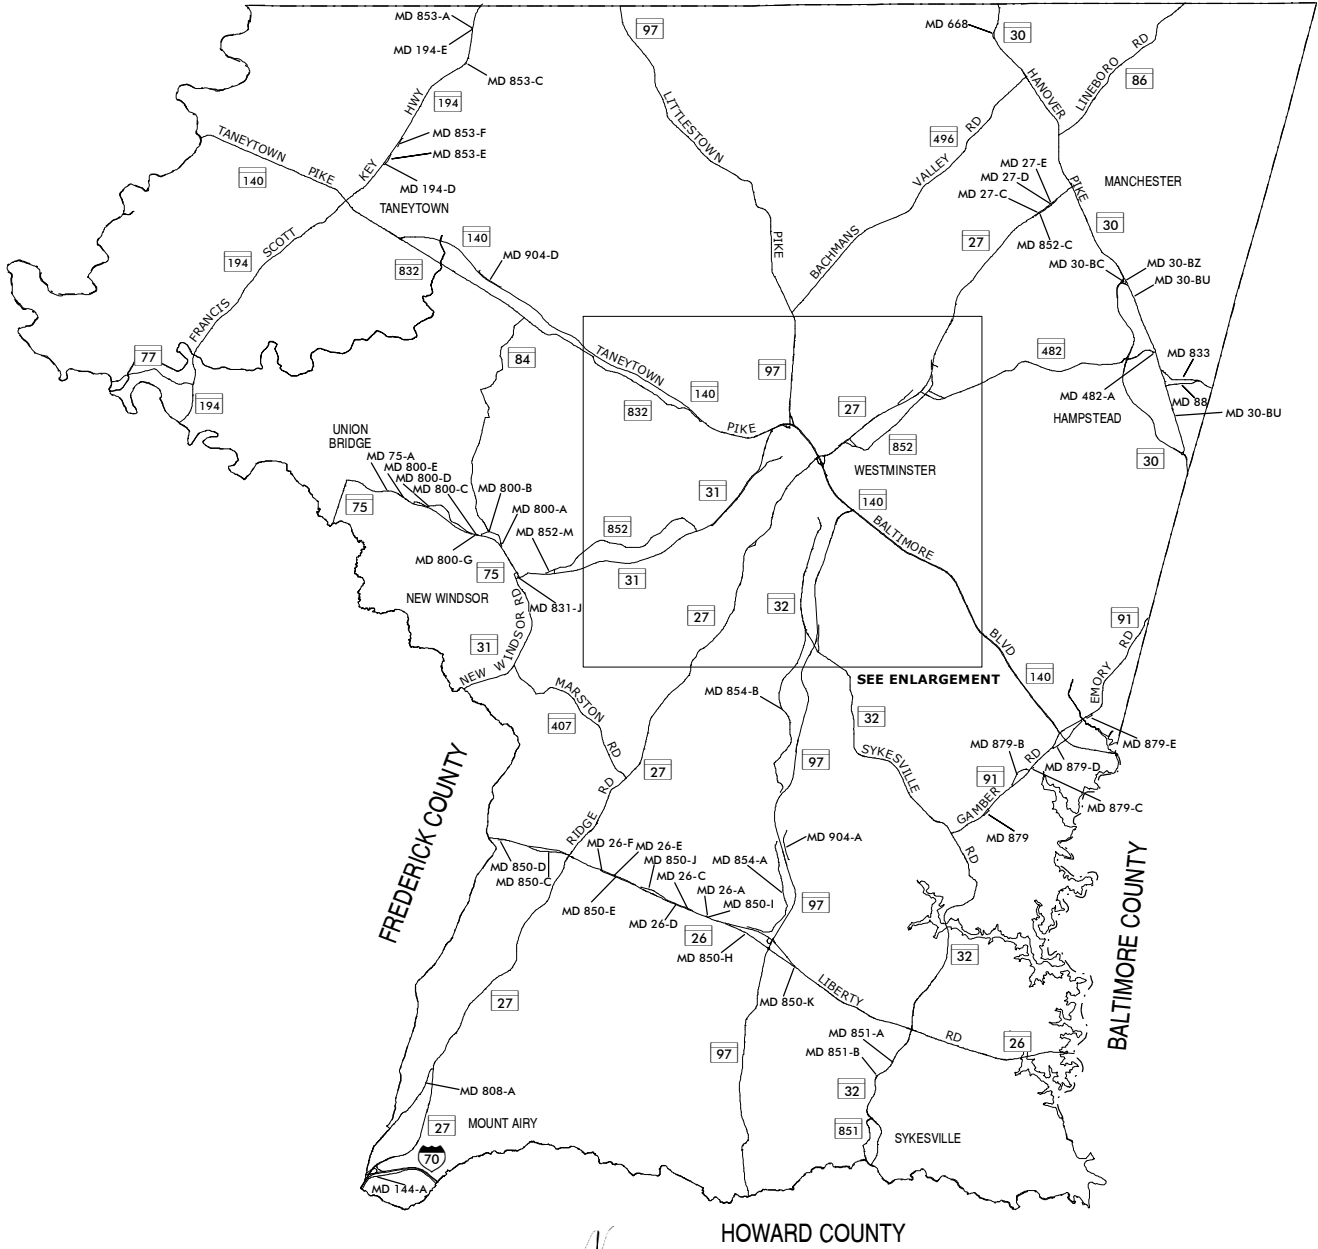 MD 853-A
MD 194-E
MD 853-C
97
MD 668
30
LINEBORO RD
86
HANOVER
PIKE
194
HWY
KEY
SCOTT
FRANCIS
MD 853-F
MD 853-E
MD 194-D
TANEYTOWN
PIKE
140
TANEYTOWN
LITTLESTOWN
PIKE
496
BACHMANS
VALLEY
RD
MD 27-E
MD 27-D
MD 27-C
MANCHESTER
30
27
MD 852-C
MD 30-BC
MD 30-BZ
MD 30-BU
194
140
832
MD 904-D
77
84
194
TANEYTOWN
PIKE
140
832
97
27
482
MD 833
MD 482-A
MD 88
MD 30-BU
HAMPSTEAD
30
852
WESTMINSTER
UNION
BRIDGE
MD 75-A
MD 800-E
MD 800-D
MD 800-C
MD 800-B
MD 800-A
75
MD 852-M
852
31
140
BALTIMORE
BLVD
MD 800-G
75
31
NEW WINDSOR
MD 831-J
31
NEW WINDSOR RD
27
32
91
EMORY RD
140
SEE ENLARGEMENT
MARSTON
RD
407
MD 854-B
32
SYKESVILLE
RD
MD 879-E
MD 879-B
MD 879-D
91
GAMBER
RD
MD 879-C
MD 879
27
RIDGE
RD
97
FREDERICK COUNTY
MD 904-A
MD 854-A
MD 26-F
MD 26-E
MD 850-J
MD 26-C
MD 26-A
MD 850-I
MD 850-D
MD 850-C
MD 850-E
MD 26-D
26
MD 850-H
97
MD 850-K
LIBERTY
RD
32
26
BALTIMORE COUNTY
27
MD 851-A
MD 851-B
97
32
MD 808-A
27
MOUNT AIRY
851
SYKESVILLE
70
MD 144-A
HOWARD COUNTY
N